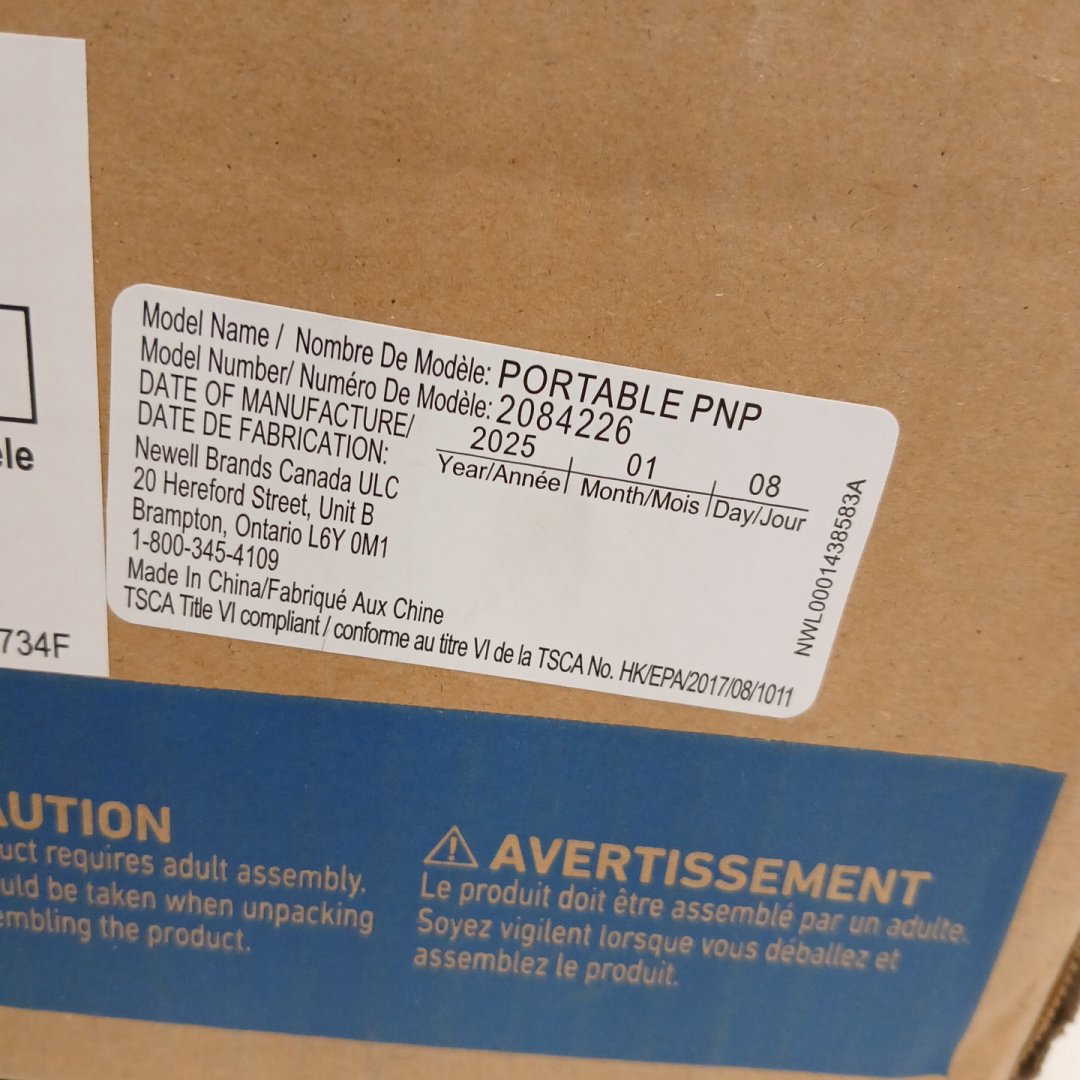 Model Name / Nombre De Modèle: PORTABLE PNP
Model Number/ Numéro De Modèle: 2084226
DATE OF MANUFACTURE/
DATE DE FABRICATION:
2025 01 08
Year/Année Month/Mois Day/Jour
Newell Brands Canada ULC
20 Hereford Street, Unit B
Brampton, Ontario L6Y 0M1
1-800-345-4109
Made In China/Fabriqué Aux Chine
TSCA Title VI compliant / conforme au titre VI de la TSCA No. HK/EPA/2017/08/1011
NWL0001438583A
734F
UTION
uct requires adult assembly.
uld be taken when unpacking
embling the product.
AVERTISSEMENT
Le produit doit être assemblé par un adulte.
Soyez vigilent lorsque vous déballez et
assemblez le produit.